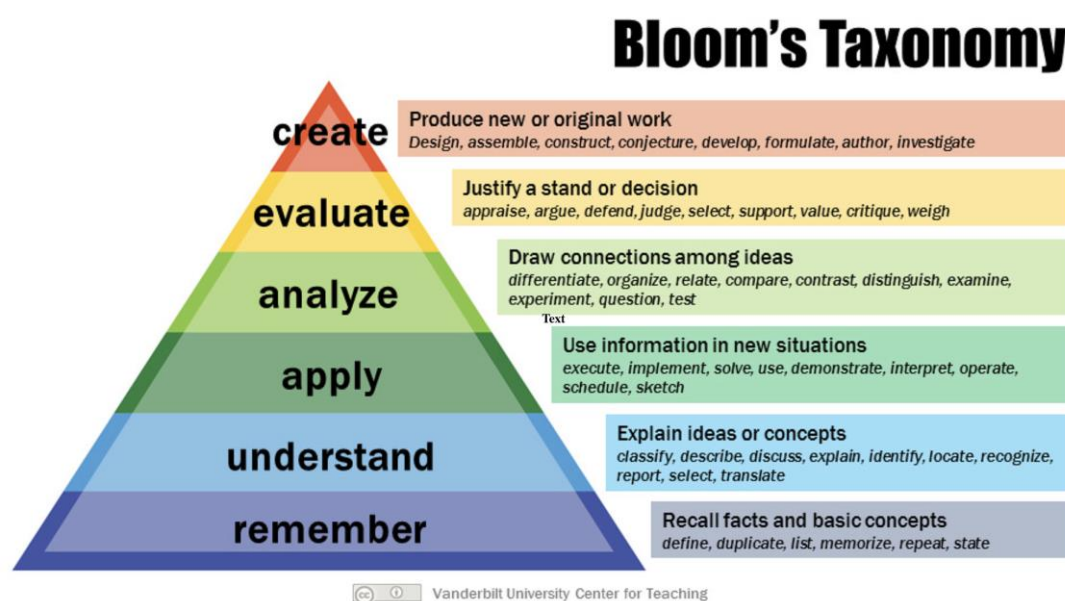 Bloom's Taxonomy
create
Produce new or original work
Design, assemble, construct, conjecture, develop, formulate, author, investigate
evaluate
Justify a stand or decision
appraise, argue, defend, judge, select, support, value, critique, weigh
analyze
Draw connections among ideas
differentiate, organize, relate, compare, contrast, distinguish, examine,
experiment, question, test
Text
apply
Use information in new situations
execute, implement, solve, use, demonstrate, interpret, operate,
schedule, sketch
understand
Explain ideas or concepts
classify, describe, discuss, explain, identify, locate, recognize,
report, select, translate
remember
Recall facts and basic concepts
define, duplicate, list, memorize, repeat, state
cc Vanderbilt University Center for Teaching